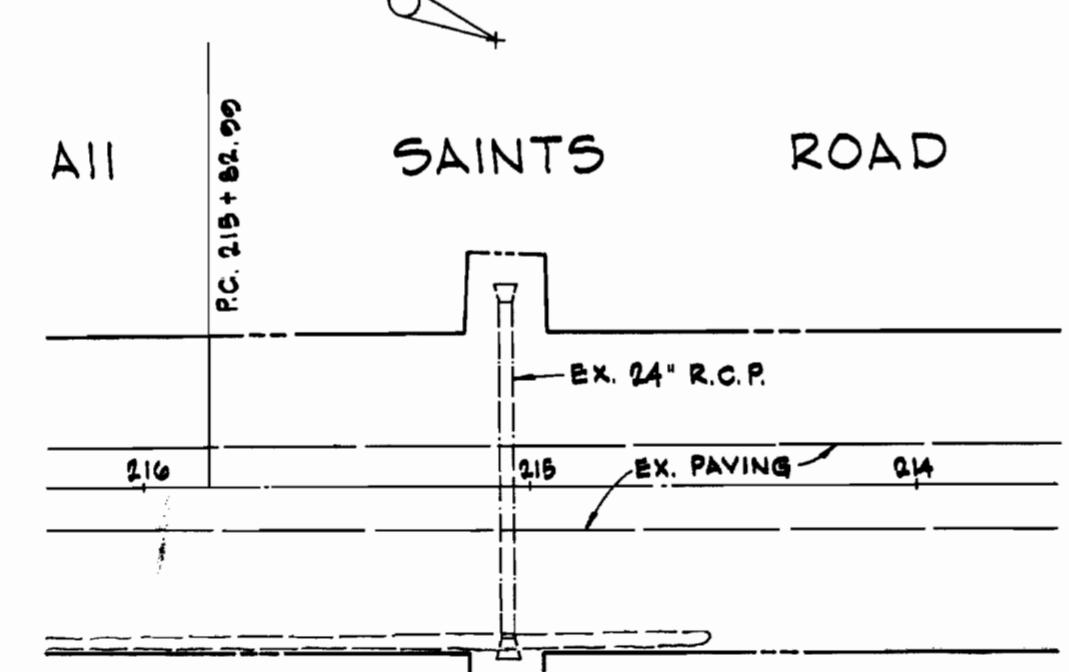 All SAINTS ROAD
P.C. 215 + 82.99
EX. 24" R.C.P.
216 215 214
EX. PAVING